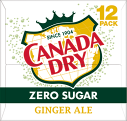 12
PACK
SINCE 1904
CANADA
DRY
ZERO SUGAR
GINGER ALE